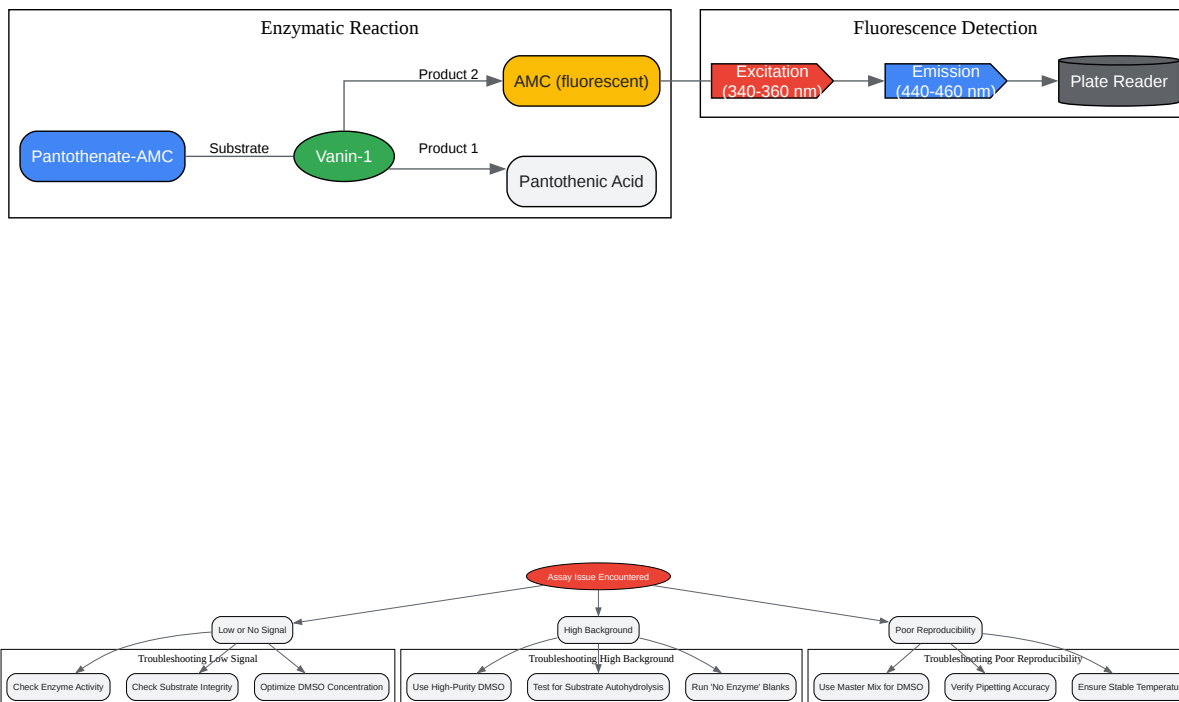 Enzymatic Reaction
Fluorescence Detection
Product 2
AMC (fluorescent)
Excitation
(340-360 nm)
Emission
(440-460 nm)
Plate Reader
Pantothenate-AMC
Substrate
Vanin-1
Product 1
Pantothenic Acid
Assay Issue Encountered
Low or No Signal
High Background
Poor Reproducibility
Troubleshooting Low Signal
Troubleshooting High Background
Troubleshooting Poor Reproducibility
Check Enzyme Activity
Check Substrate Integrity
Optimize DMSO Concentration
Use High-Purity DMSO
Test for Substrate Autohydrolysis
Run 'No Enzyme' Blanks
Use Master Mix for DMSO
Verify Pipetting Accuracy
Ensure Stable Temperatu